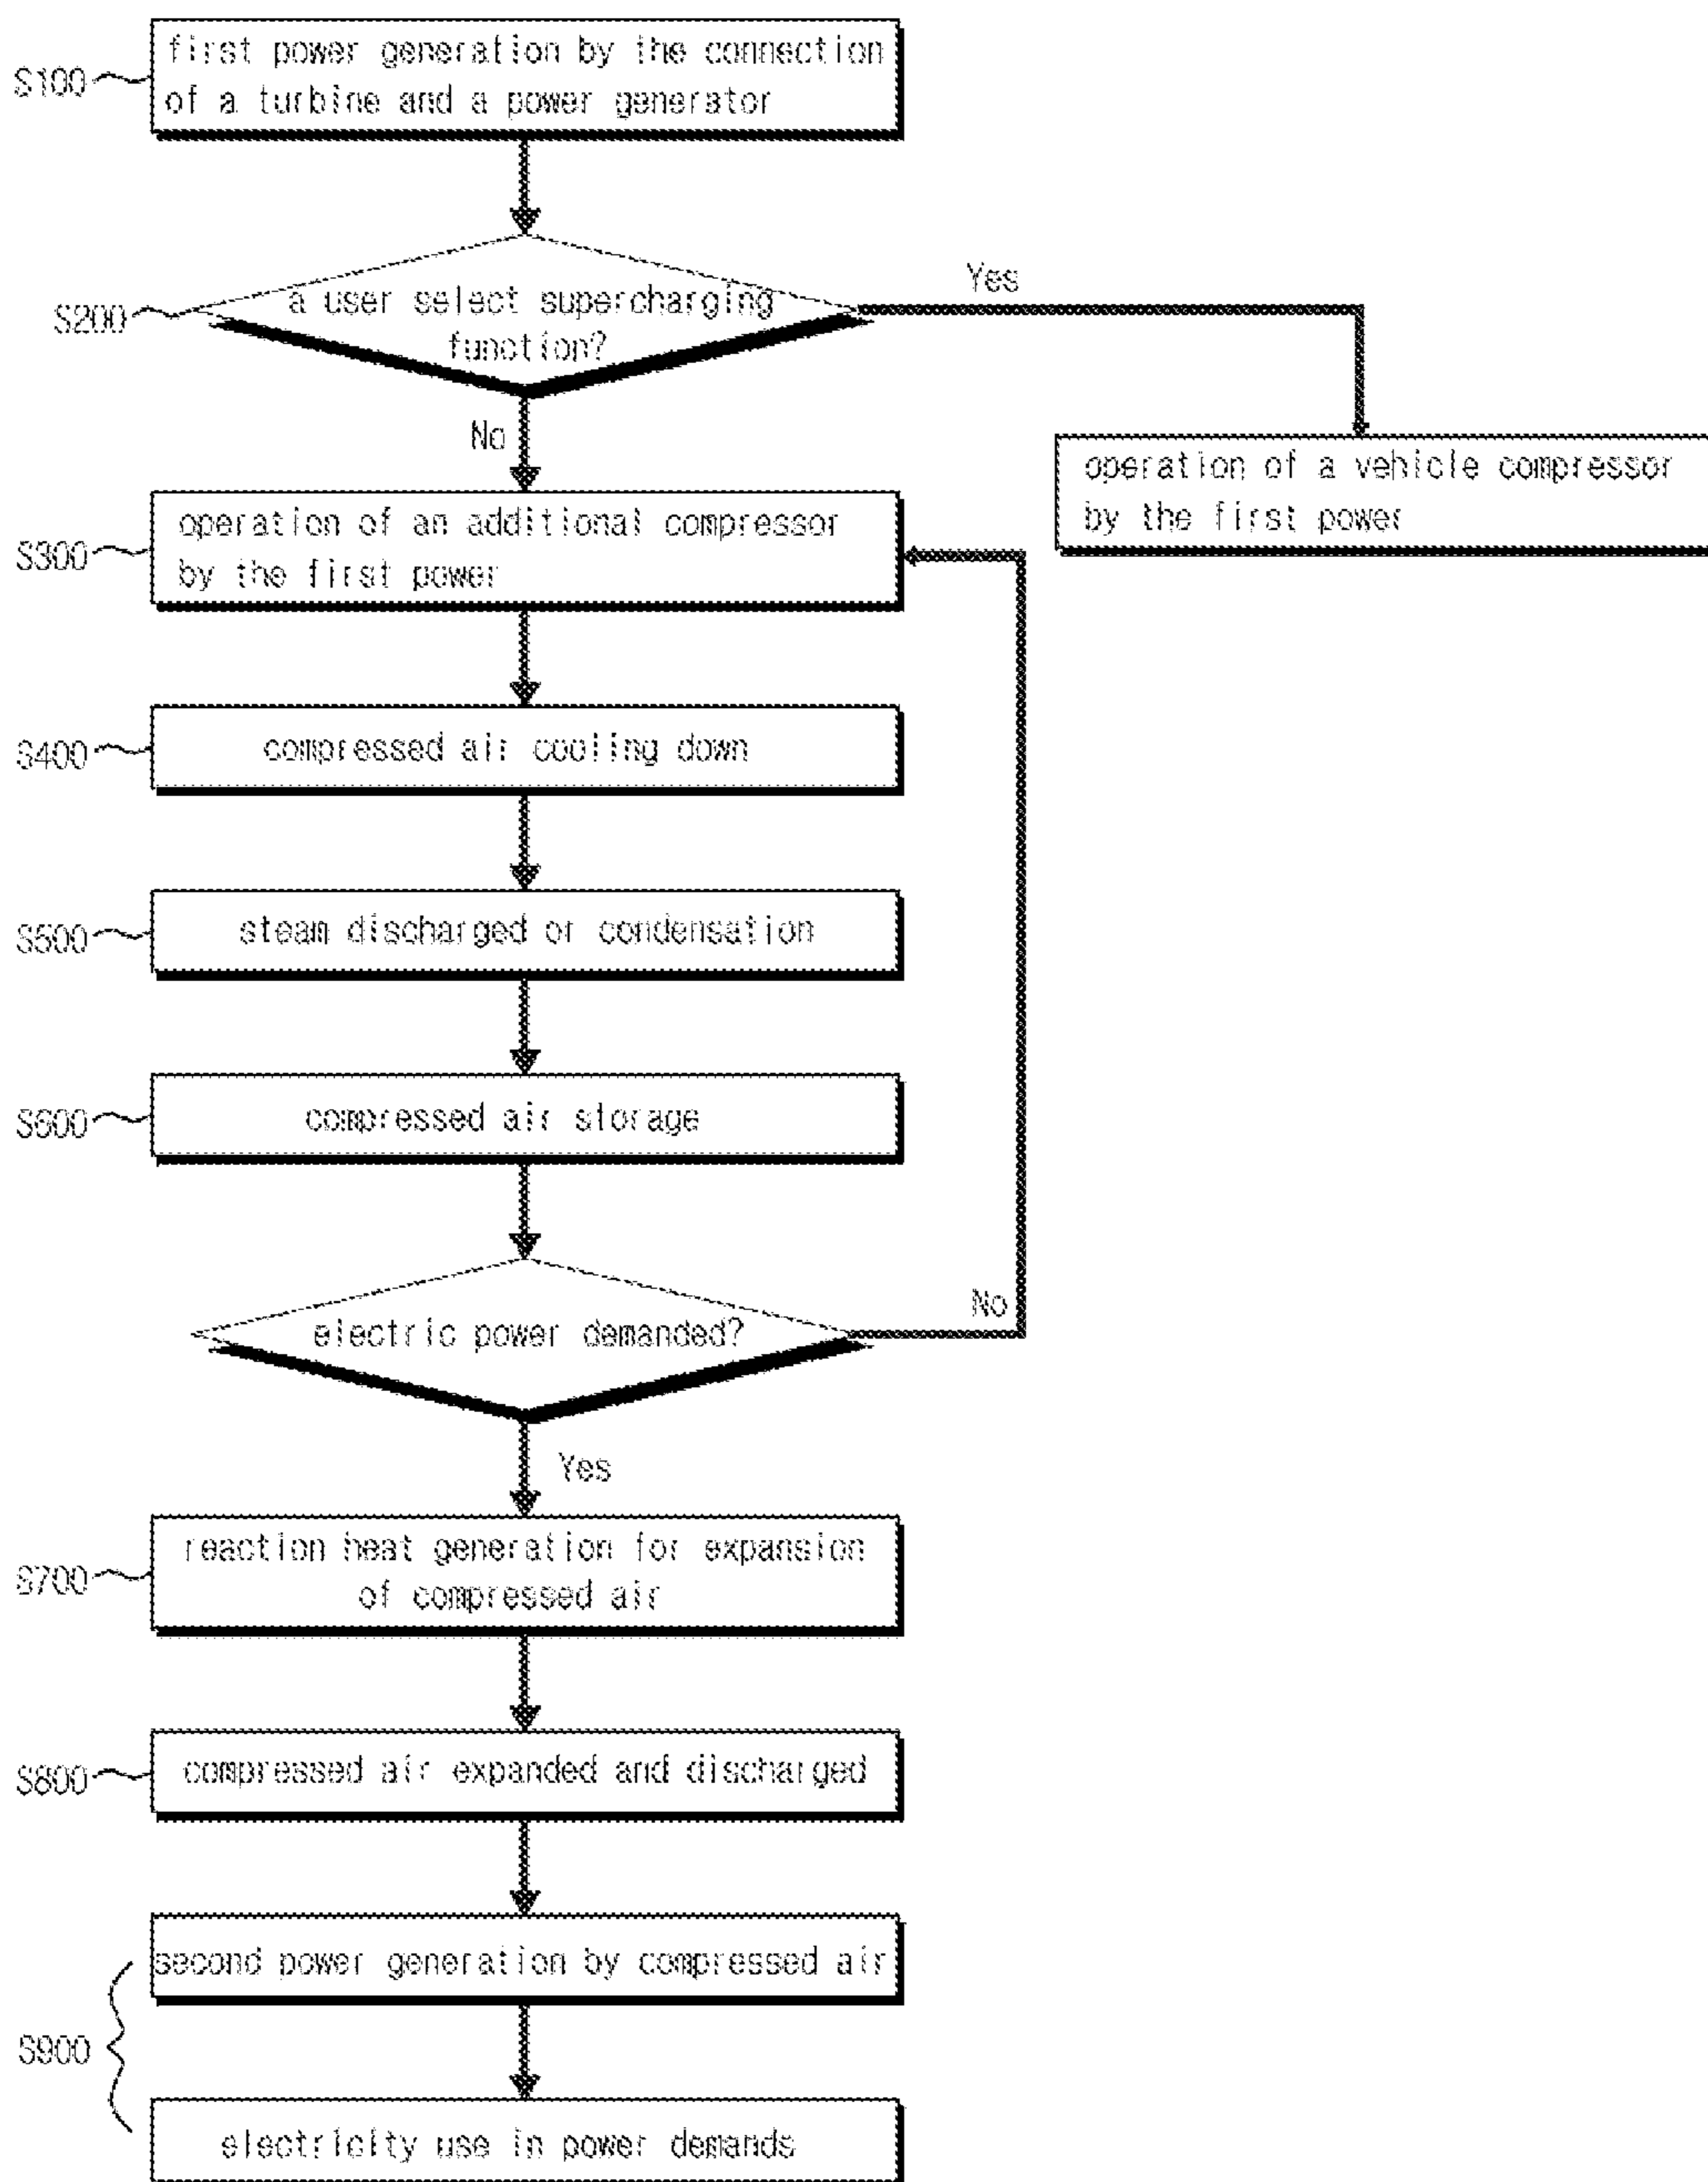 first power generation by the connection
of a turbine and a power generator
S100
a user select supercharging
function?
S200
Yes
No
operation of a vehicle compressor
by the first power
operation of an additional compressor
by the first power
S300
compressed air cooling down
S400
steam discharged or condensation
S500
compressed air storage
S600
electric power demanded?
No
Yes
reaction heat generation for expansion
of compressed air
S700
compressed air expanded and discharged
S800
second power generation by compressed air
S900
electricity use in power demands